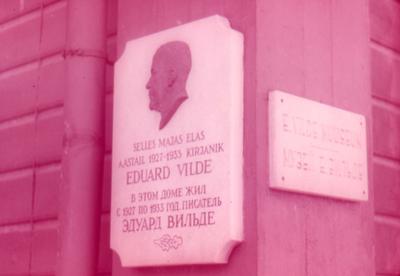 SELLES MAJAS ELAS
AASTAIL 1927-1933 KIRJANIK
EDUARD VILDE
В ЭТОМ ДОМЕ ЖИЛ
С 1927 ПО 1933 ГОД ПИСАТЕЛЬ
ЭДУАРД ВИЛЬДЕ
E. VILDE MUUSEUM
МУЗЕЙ Э. ВИЛЬДЕ